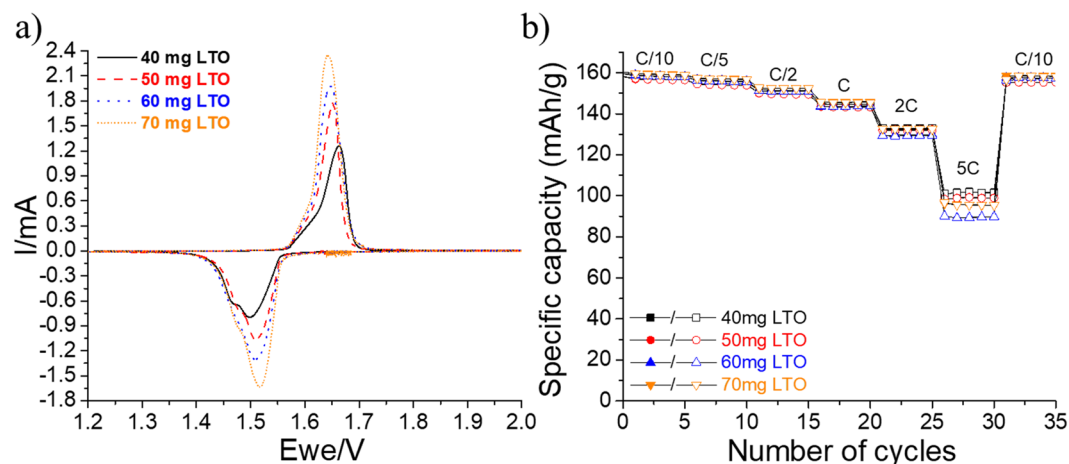 a)
40 mg LTO
50 mg LTO
60 mg LTO
70 mg LTO
2.4
2.1
1.8
1.5
1.2
0.9
0.6
0.3
0.0
-0.3
-0.6
-0.9
-1.2
-1.5
-1.8
I/mA
1.2 1.3 1.4 1.5 1.6 1.7 1.8 1.9 2.0
Ewe/V
b)
C/10 C/5 C/2 C 2C 5C C/10
160
140
120
100
80
60
40
20
0
Specific capacity (mAh/g)
/ 40mg LTO
/ 50mg LTO
/ 60mg LTO
/ 70mg LTO
0 5 10 15 20 25 30 35
Number of cycles